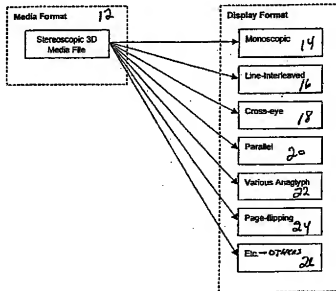 Media Format 12
Stereoscopic 3D
Media File
Display Format
Monoscopic 14
Line-Interleaved
16
Cross-eye
18
Parallel
20
Various Anaglyph
22
Page-flipping
24
Etc.→ OTHERS
26